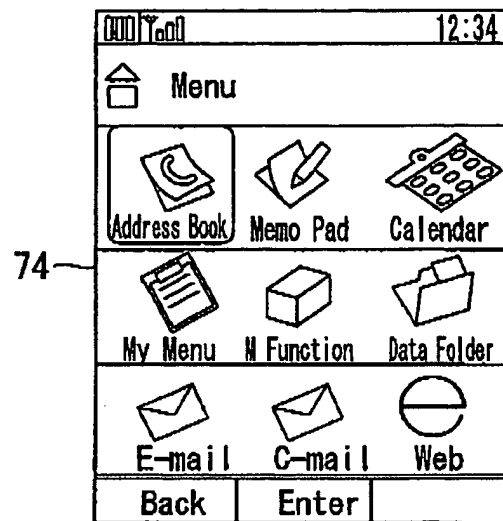 12:34
Menu
Address Book Memo Pad Calendar
74
My Menu M Function Data Folder
E-mail C-mail Web
Back Enter